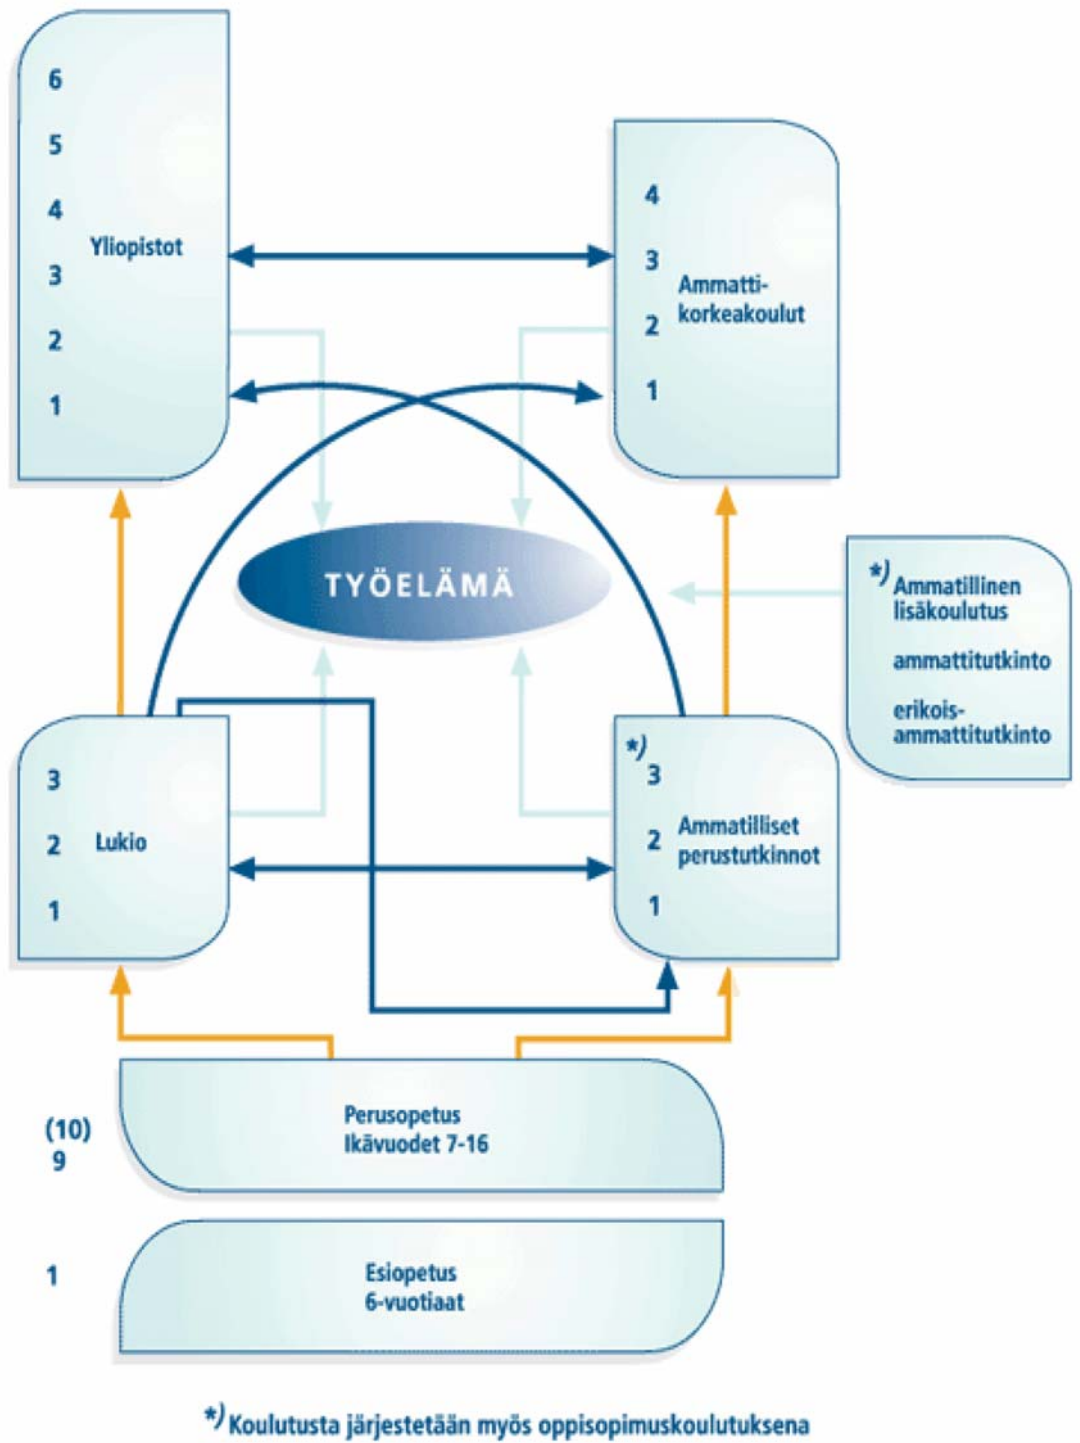 6
5
4
Yliopistot
3
2
1
4
3
Ammatti-
korkeakoulut
2
1
TYÖELÄMÄ
*) Ammatillinen
lisäkoulutus
ammattitutkinto
erikois-
ammattitutkinto
3
2
Lukio
1
*)
3
2
Ammatilliset
perustutkinnot
1
(10)
9
Perusopetus
Ikävuodet 7-16
1
Esiopetus
6-vuotiaat
*) Koulutusta järjestetään myös oppisopimuskoulutuksena